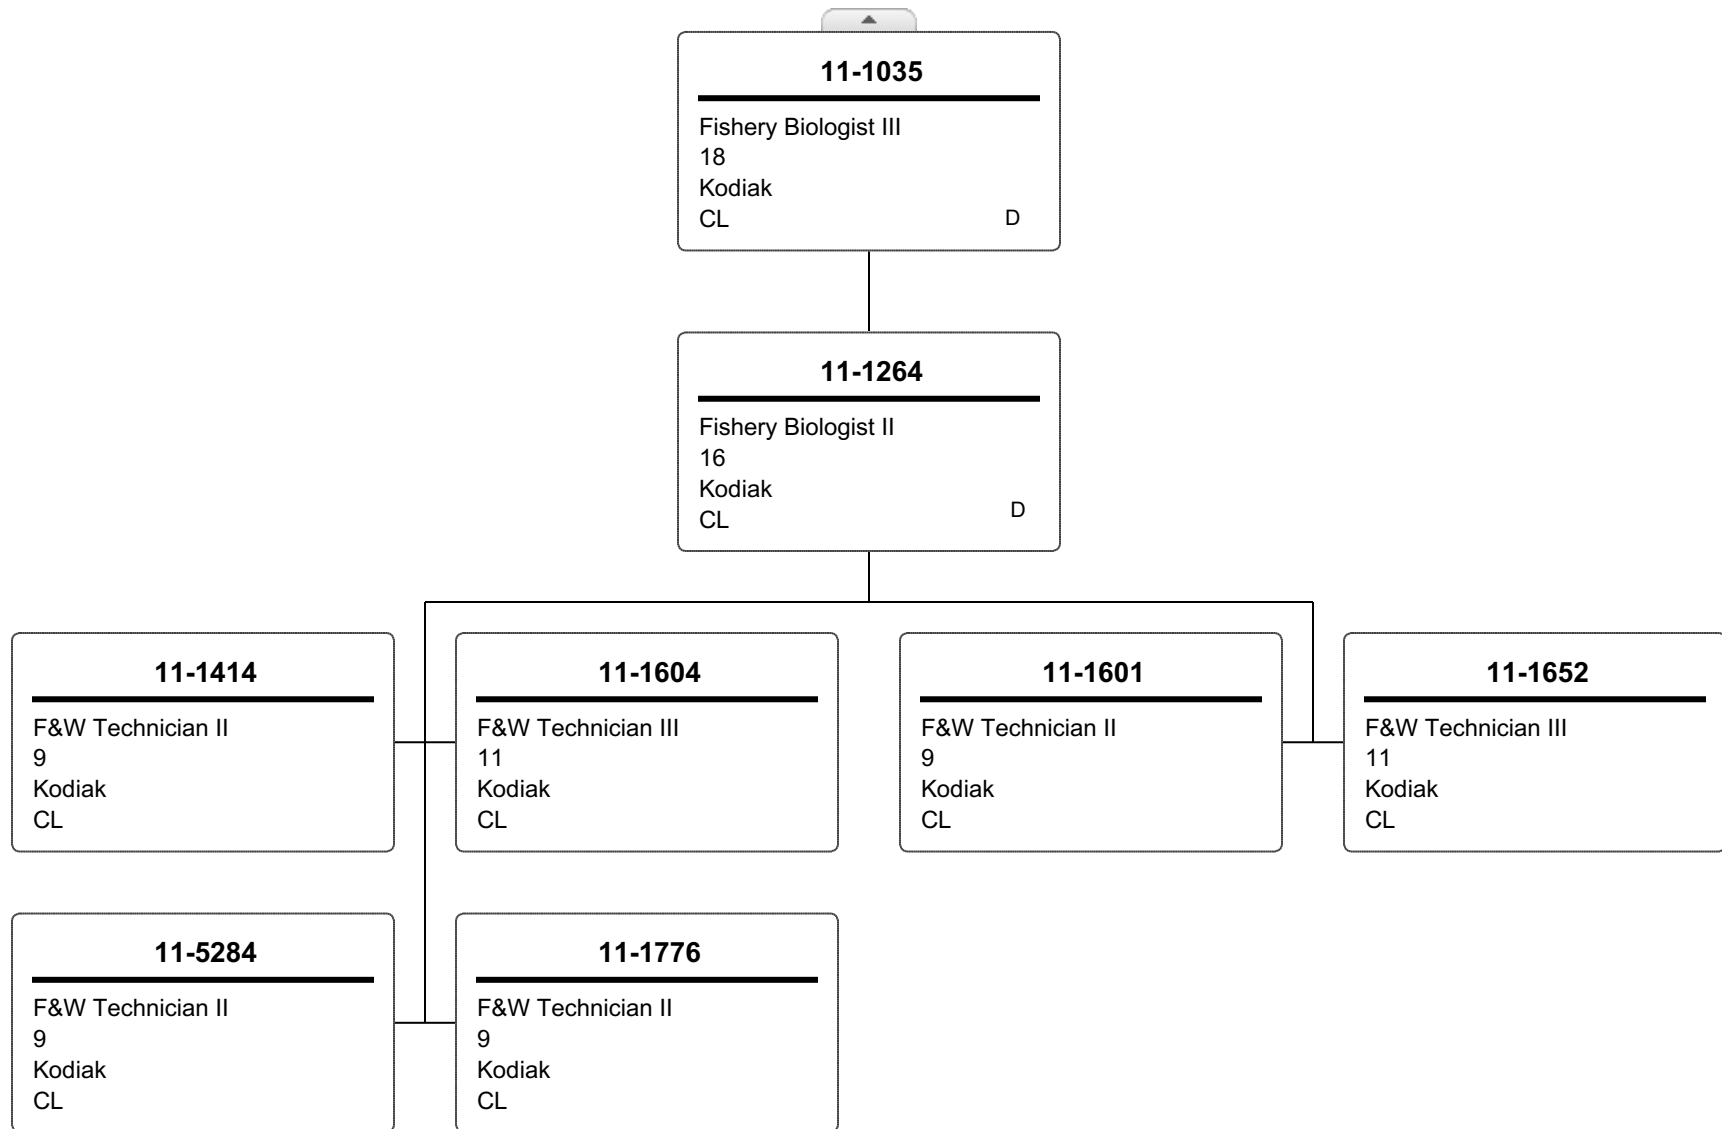 11-1035
Fishery Biologist III
18
Kodiak
CL D
11-1264
Fishery Biologist II
16
Kodiak
CL D
11-1414
F&W Technician II
9
Kodiak
CL
11-1604
F&W Technician III
11
Kodiak
CL
11-1601
F&W Technician II
9
Kodiak
CL
11-1652
F&W Technician III
11
Kodiak
CL
11-5284
F&W Technician II
9
Kodiak
CL
11-1776
F&W Technician II
9
Kodiak
CL